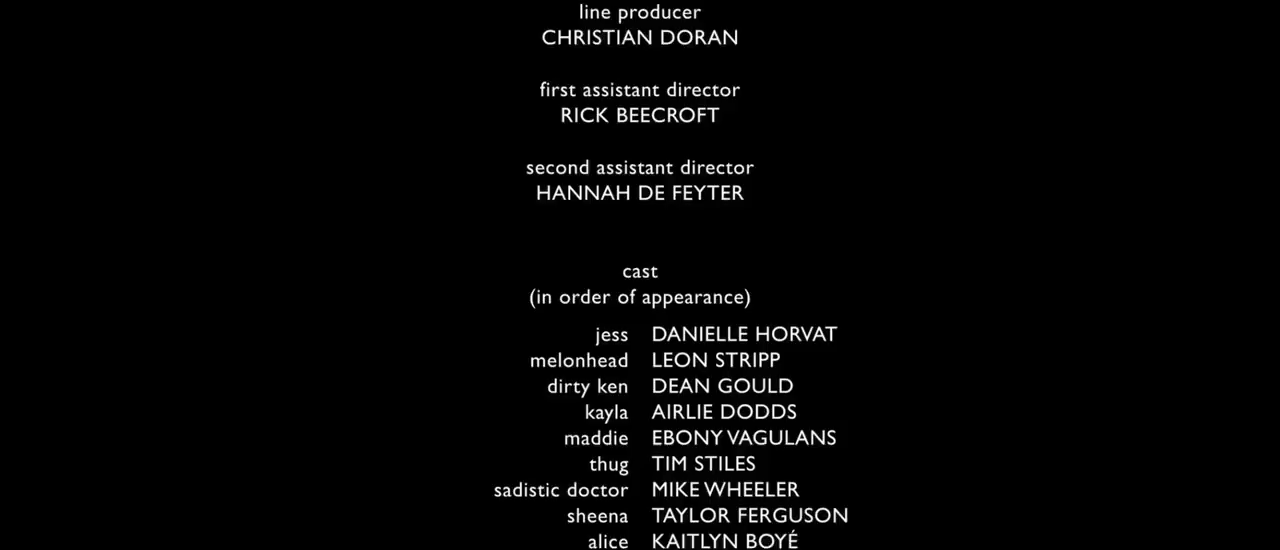 line producer
CHRISTIAN DORAN
first assistant director
RICK BEECROFT
second assistant director
HANNAH DE FEYTER
cast
(in order of appearance)
jess DANIELLE HORVAT
melonhead LEON STRIPP
dirty ken DEAN GOULD
kayla AIRLIE DODDS
maddie EBONY VAGULANS
thug TIM STILES
sadistic doctor MIKE WHEELER
sheena TAYLOR FERGUSON
alice KAITLYN BOYÉ